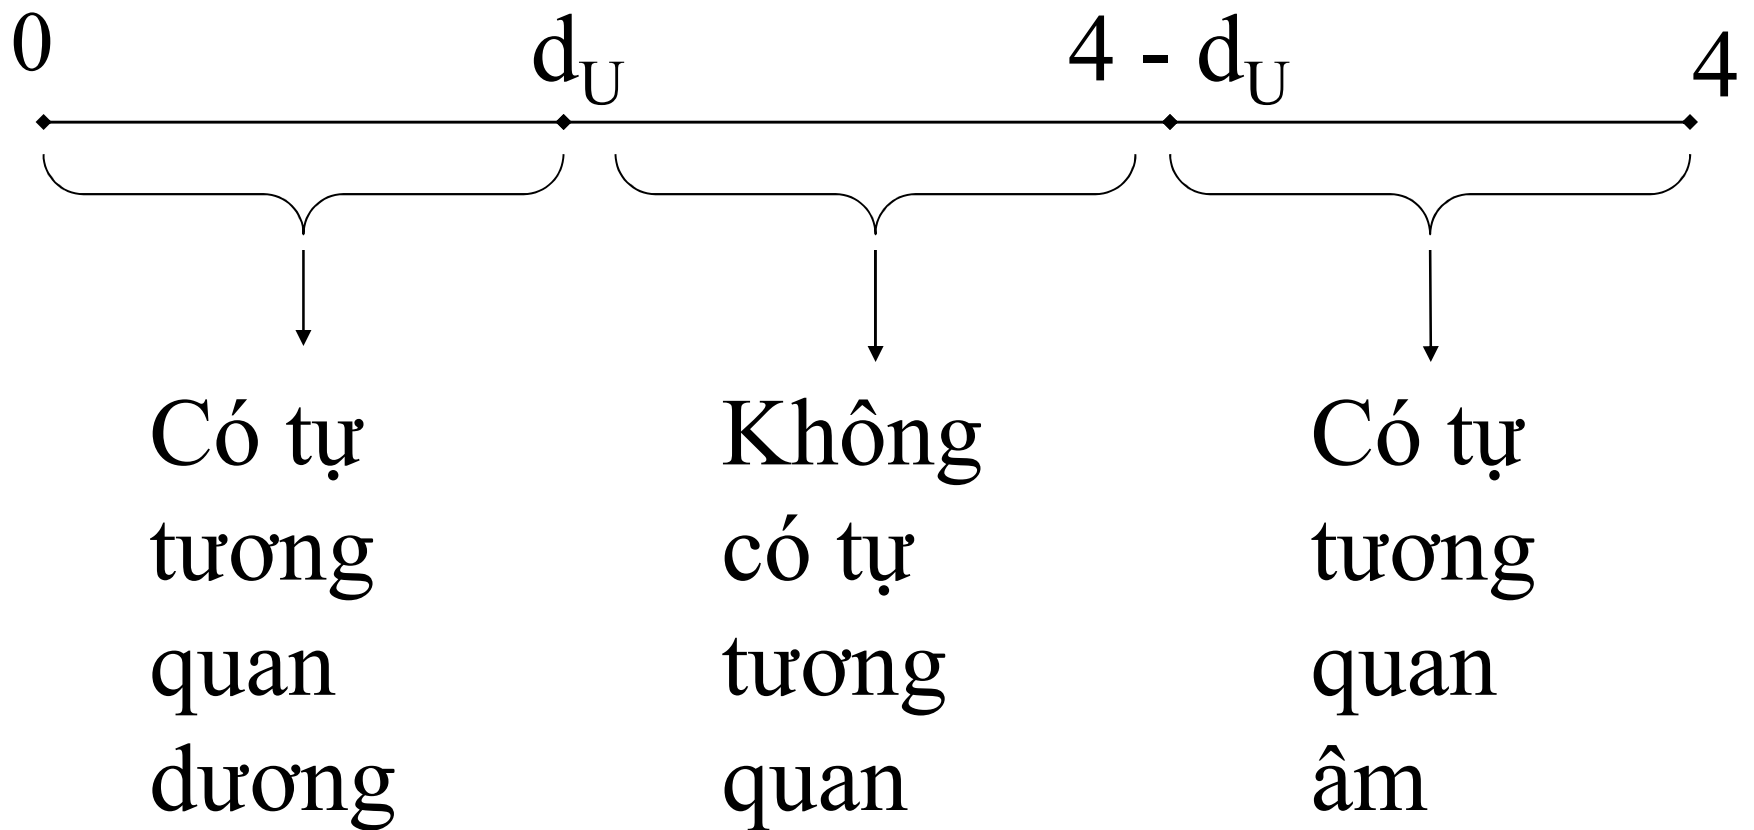 0 d_U 4 - d_U 4
Có tự
tương
quan
dương
Không
có tự
tương
quan
Có tự
tương
quan
âm